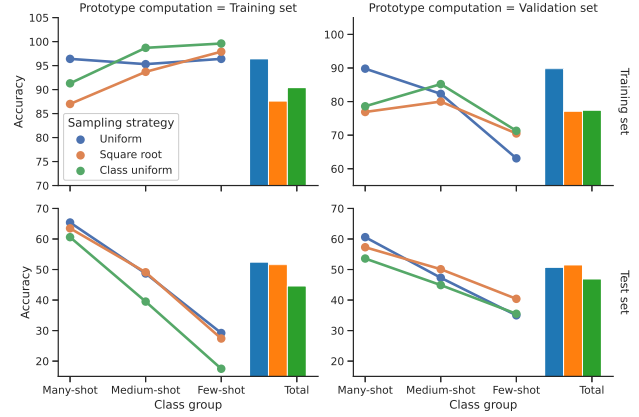 Prototype computation = Training set
Prototype computation = Validation set
105
100
95
90
85
80
75
70
Accuracy
Sampling strategy
Uniform
Square root
Class uniform
100
90
80
70
60
Training set
70
60
50
40
30
20
Accuracy
Many-shot
Medium-shot
Few-shot
Total
Class group
70
60
50
40
30
20
Many-shot
Medium-shot
Few-shot
Total
Class group
Test set